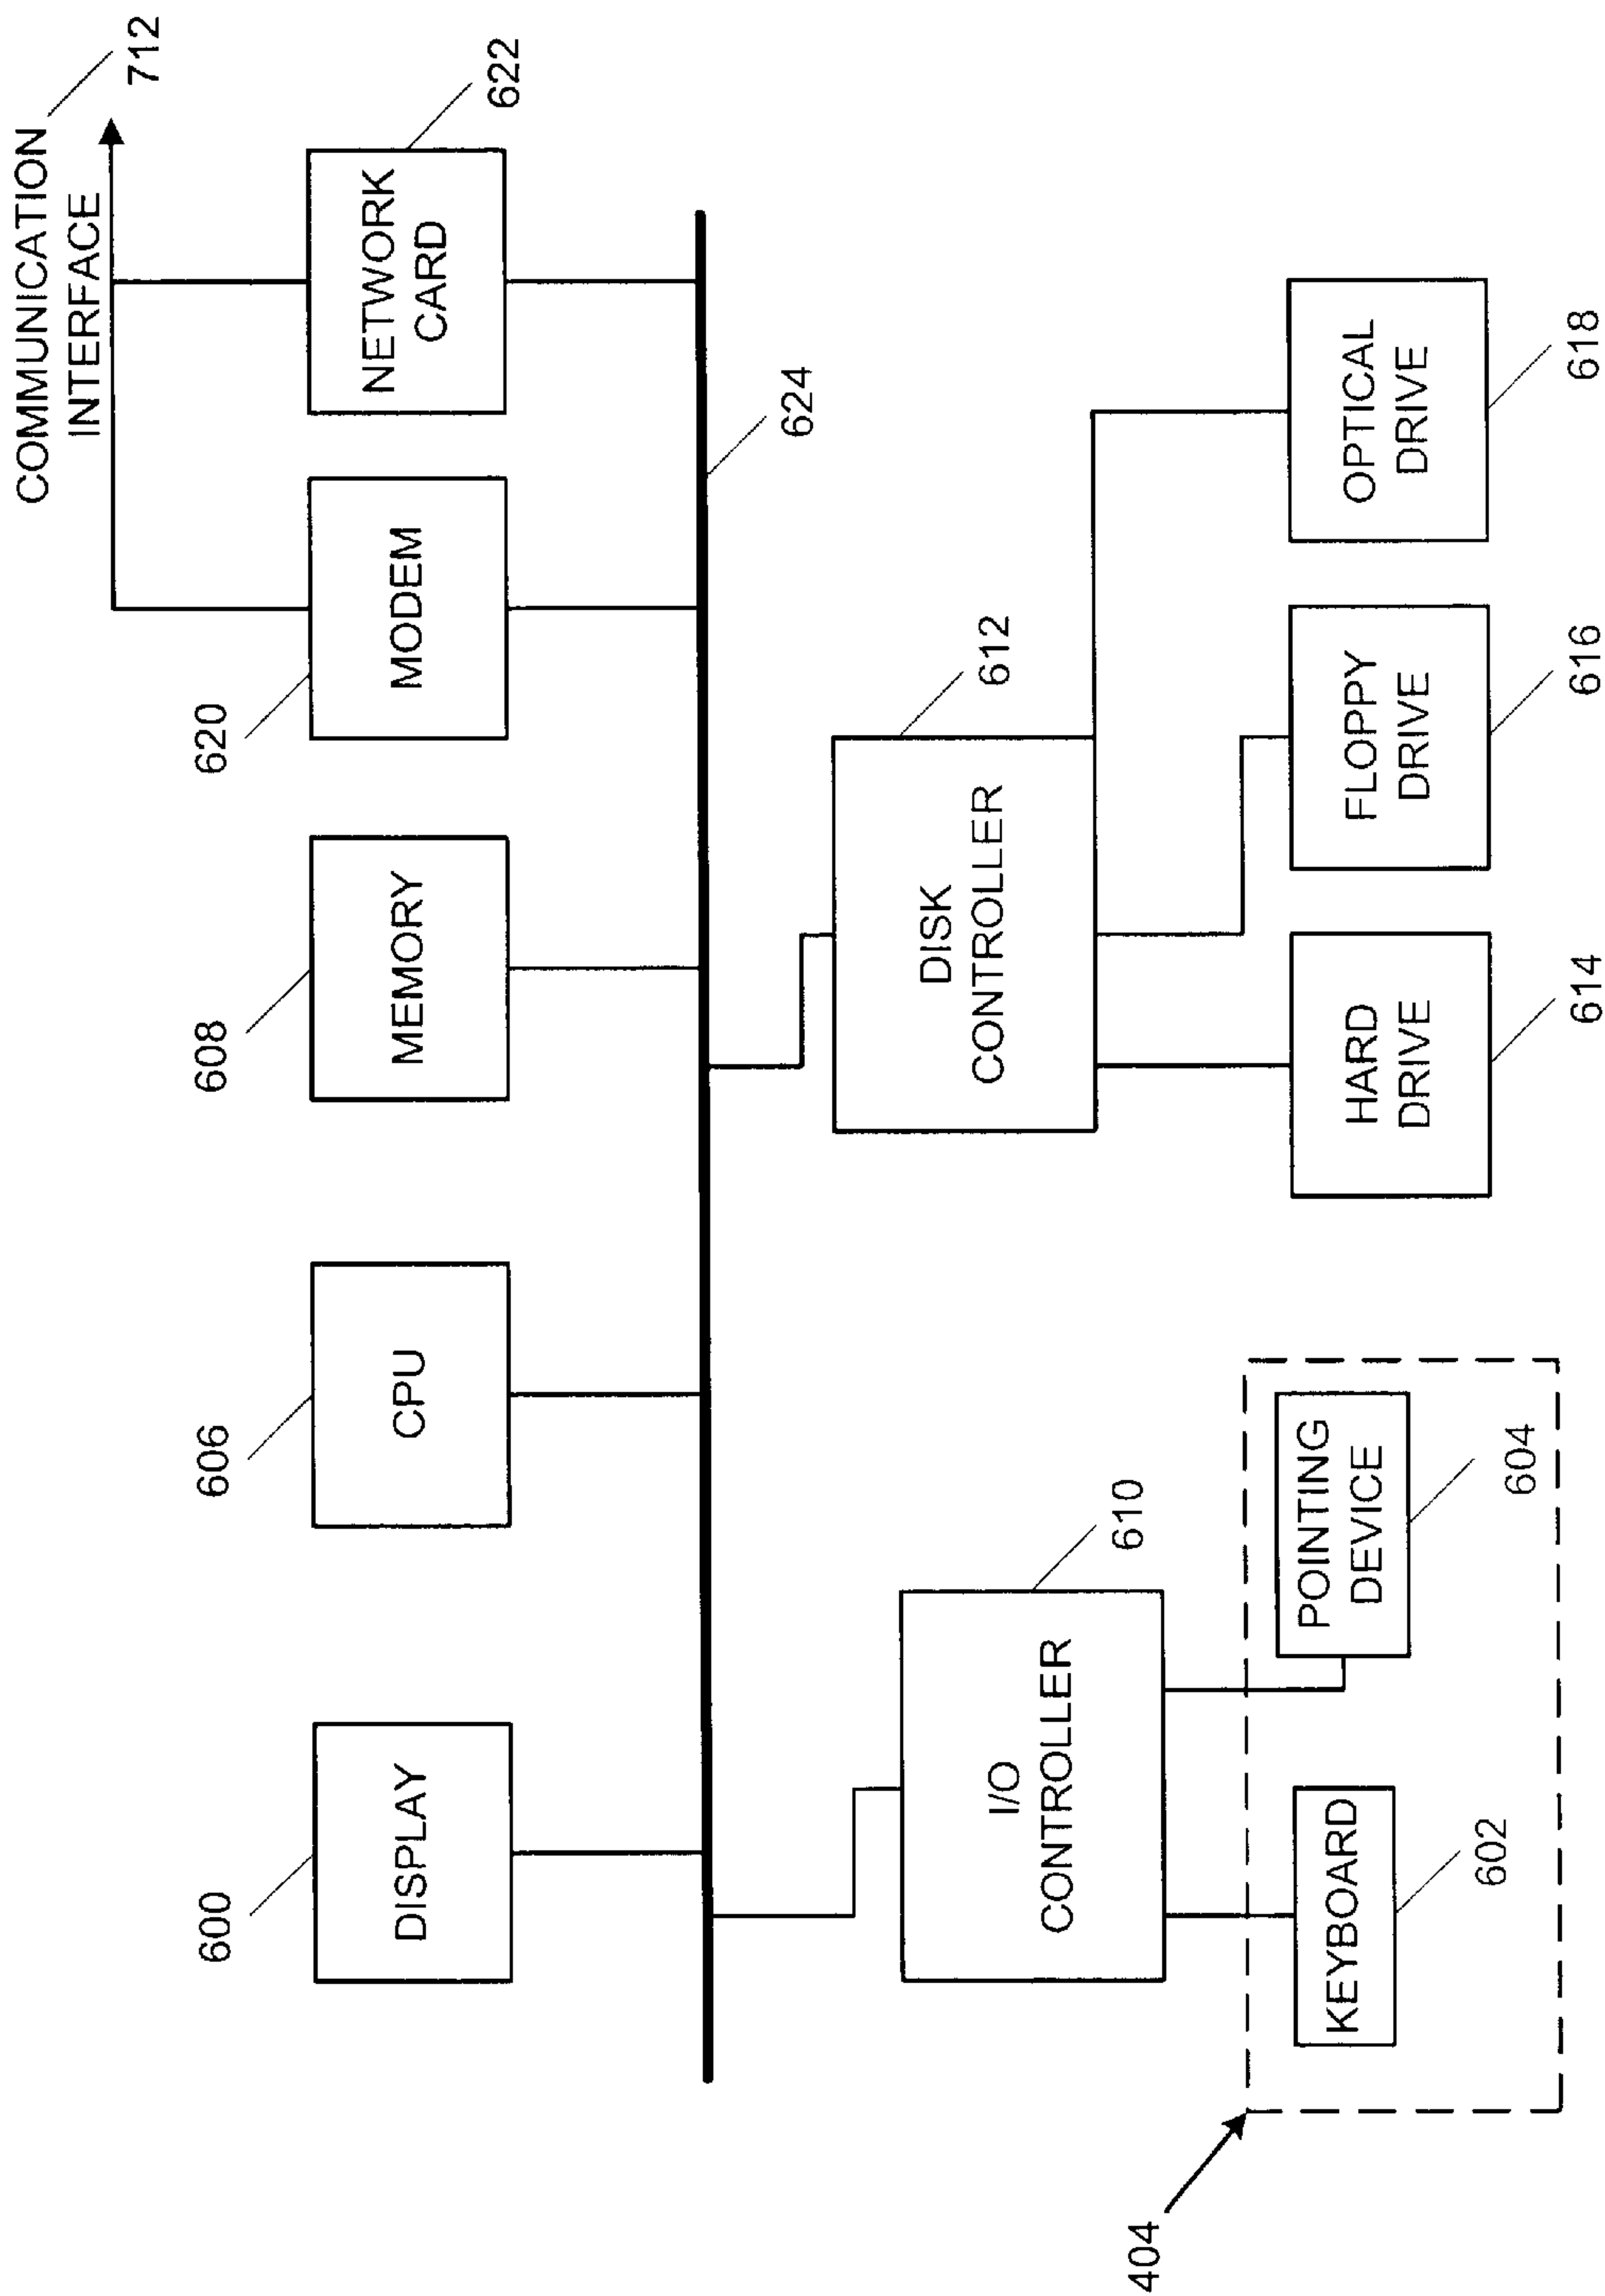 COMMUNICATION
INTERFACE
712
600
DISPLAY
606
CPU
608
MEMORY
620
MODEM
622
NETWORK
CARD
624
610
I/O
CONTROLLER
612
DISK
CONTROLLER
404
KEYBOARD
602
POINTING
DEVICE
604
HARD
DRIVE
614
FLOPPY
DRIVE
616
OPTICAL
DRIVE
618